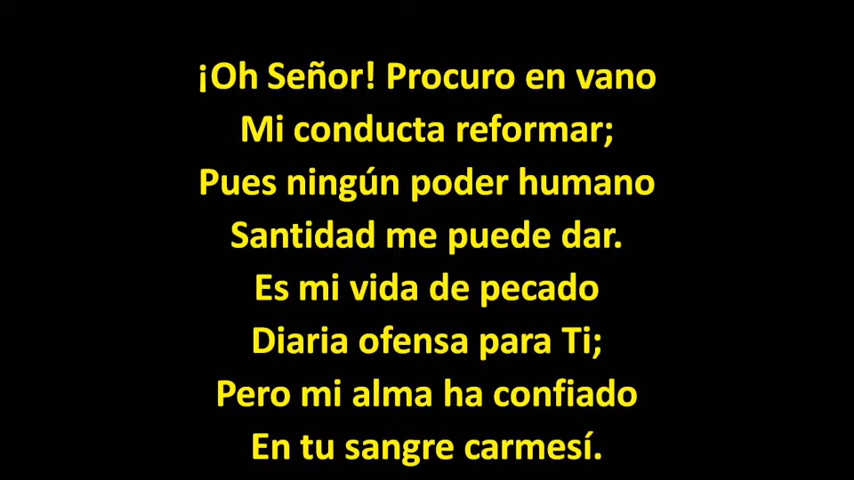 ¡Oh Señor! Procuro en vano
Mi conducta reformar;
Pues ningún poder humano
Santidad me puede dar.
Es mi vida de pecado
Diaria ofensa para Ti;
Pero mi alma ha confiado
En tu sangre carmesí.